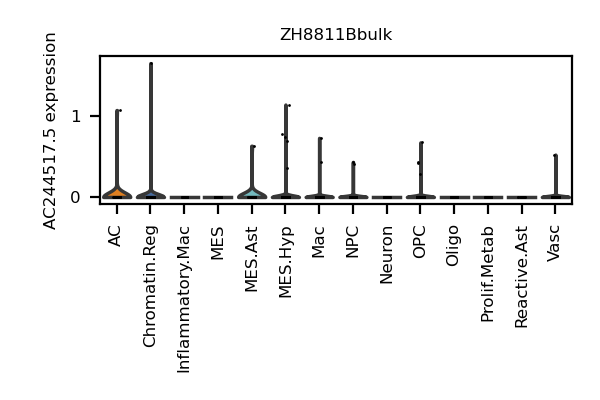 ZH8811Bbulk
AC244517.5 expression
1
0
AC
Chromatin.Reg
Inflammatory.Mac
MES
MES.Ast
MES.Hyp
Mac
NPC
Neuron
OPC
Oligo
Prolif.Metab
Reactive.Ast
Vasc